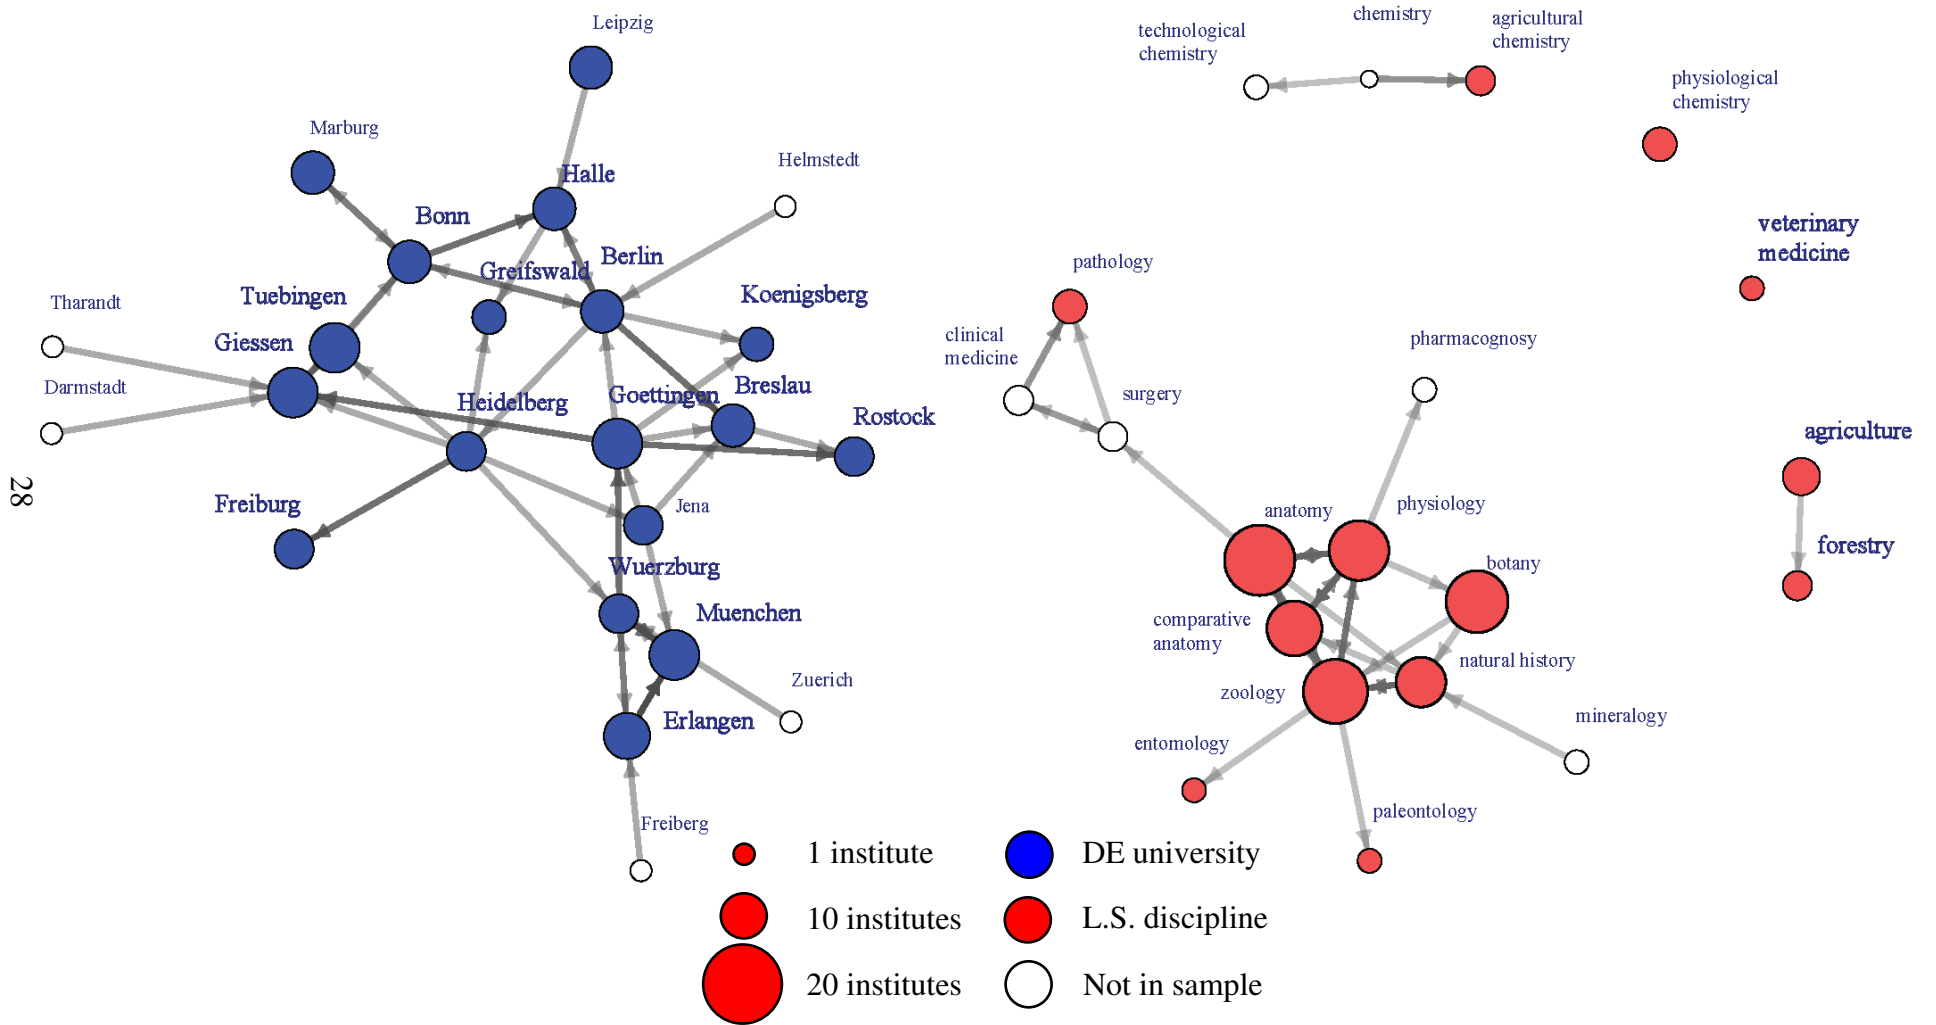 Leipzig
Marburg
Helmstedt
Halle
Bonn
Berlin
Greifswald
Tuebingen
Koenigsberg
Tharandt
Giessen
Darmstadt
Heidelberg
Goettingen
Breslau
Rostock
Freiburg
Jena
Wuerzburg
Muenchen
Zuerich
Erlangen
Freiberg
28
technological
chemistry
chemistry
agricultural
chemistry
physiological
chemistry
veterinary
medicine
pathology
clinical
medicine
surgery
pharmacognosy
agriculture
forestry
anatomy
physiology
botany
comparative
anatomy
natural history
zoology
mineralogy
entomology
paleontology
1 institute
10 institutes
20 institutes
DE university
L.S. discipline
Not in sample